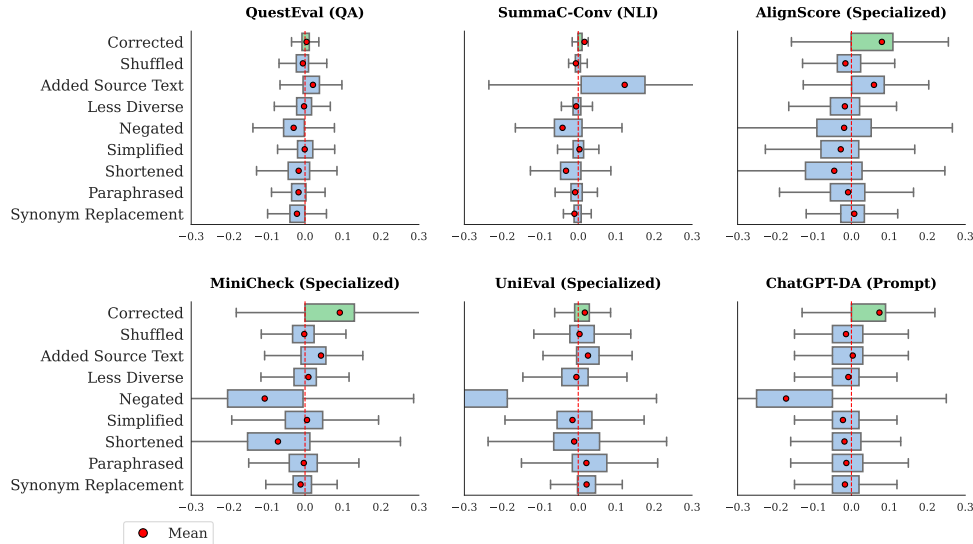 QuestEval (QA)
SummaC-Conv (NLI)
AlignScore (Specialized)
Corrected
Shuffled
Added Source Text
Less Diverse
Negated
Simplified
Shortened
Paraphrased
Synonym Replacement
−0.3 −0.2 −0.1 0.0 0.1 0.2 0.3
−0.3 −0.2 −0.1 0.0 0.1 0.2 0.3
−0.3 −0.2 −0.1 0.0 0.1 0.2 0.3
MiniCheck (Specialized)
UniEval (Specialized)
ChatGPT-DA (Prompt)
Corrected
Shuffled
Added Source Text
Less Diverse
Negated
Simplified
Shortened
Paraphrased
Synonym Replacement
−0.3 −0.2 −0.1 0.0 0.1 0.2 0.3
−0.3 −0.2 −0.1 0.0 0.1 0.2 0.3
−0.3 −0.2 −0.1 0.0 0.1 0.2 0.3
Mean